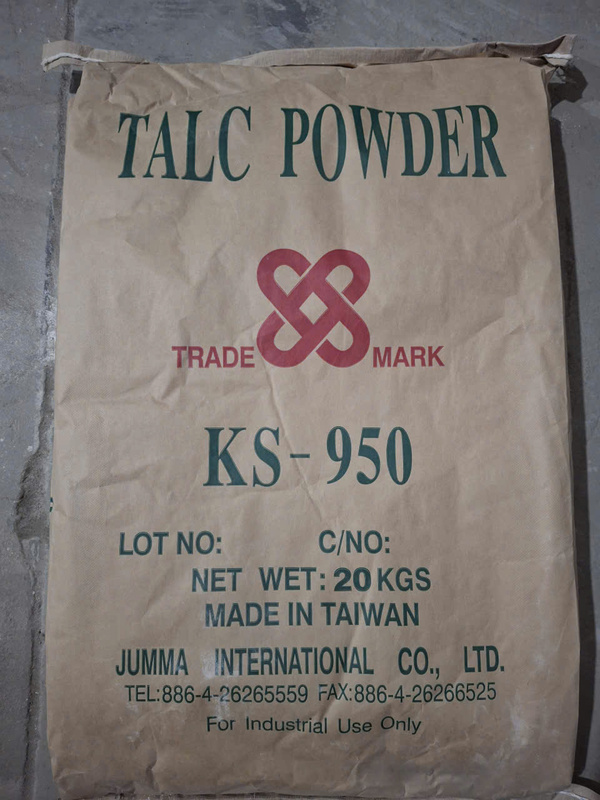 TALC POWDER
TRADE MARK
KS-950
LOT NO: C/NO:
NET WET: 20 KGS
MADE IN TAIWAN
JUMMA INTERNATIONAL CO., LTD.
TEL:886-4-26265559 FAX:886-4-26266525
For Industrial Use Only